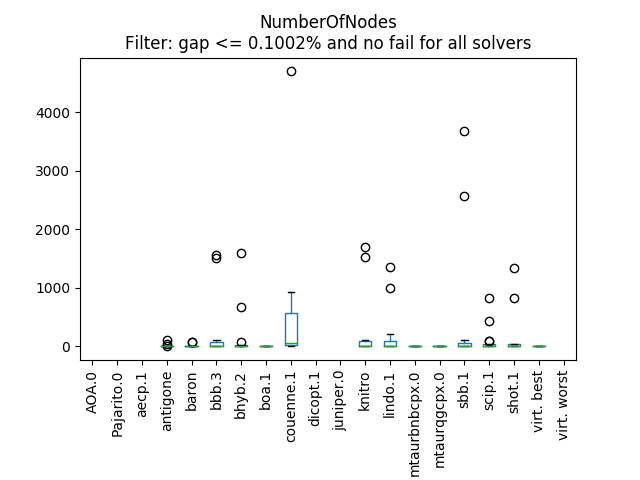 NumberOfNodes
Filter: gap <= 0.1002% and no fail for all solvers
4000
3000
2000
1000
0
AOA.0
Pajarito.0
aecp.1
antigone
baron
bbb.3
bhyb.2
boa.1
couenne.1
dicopt.1
juniper.0
knitro
lindo.1
mtaurbnbcpx.0
mtaurqgcpx.0
sbb.1
scip.1
shot.1
virt. best
virt. worst